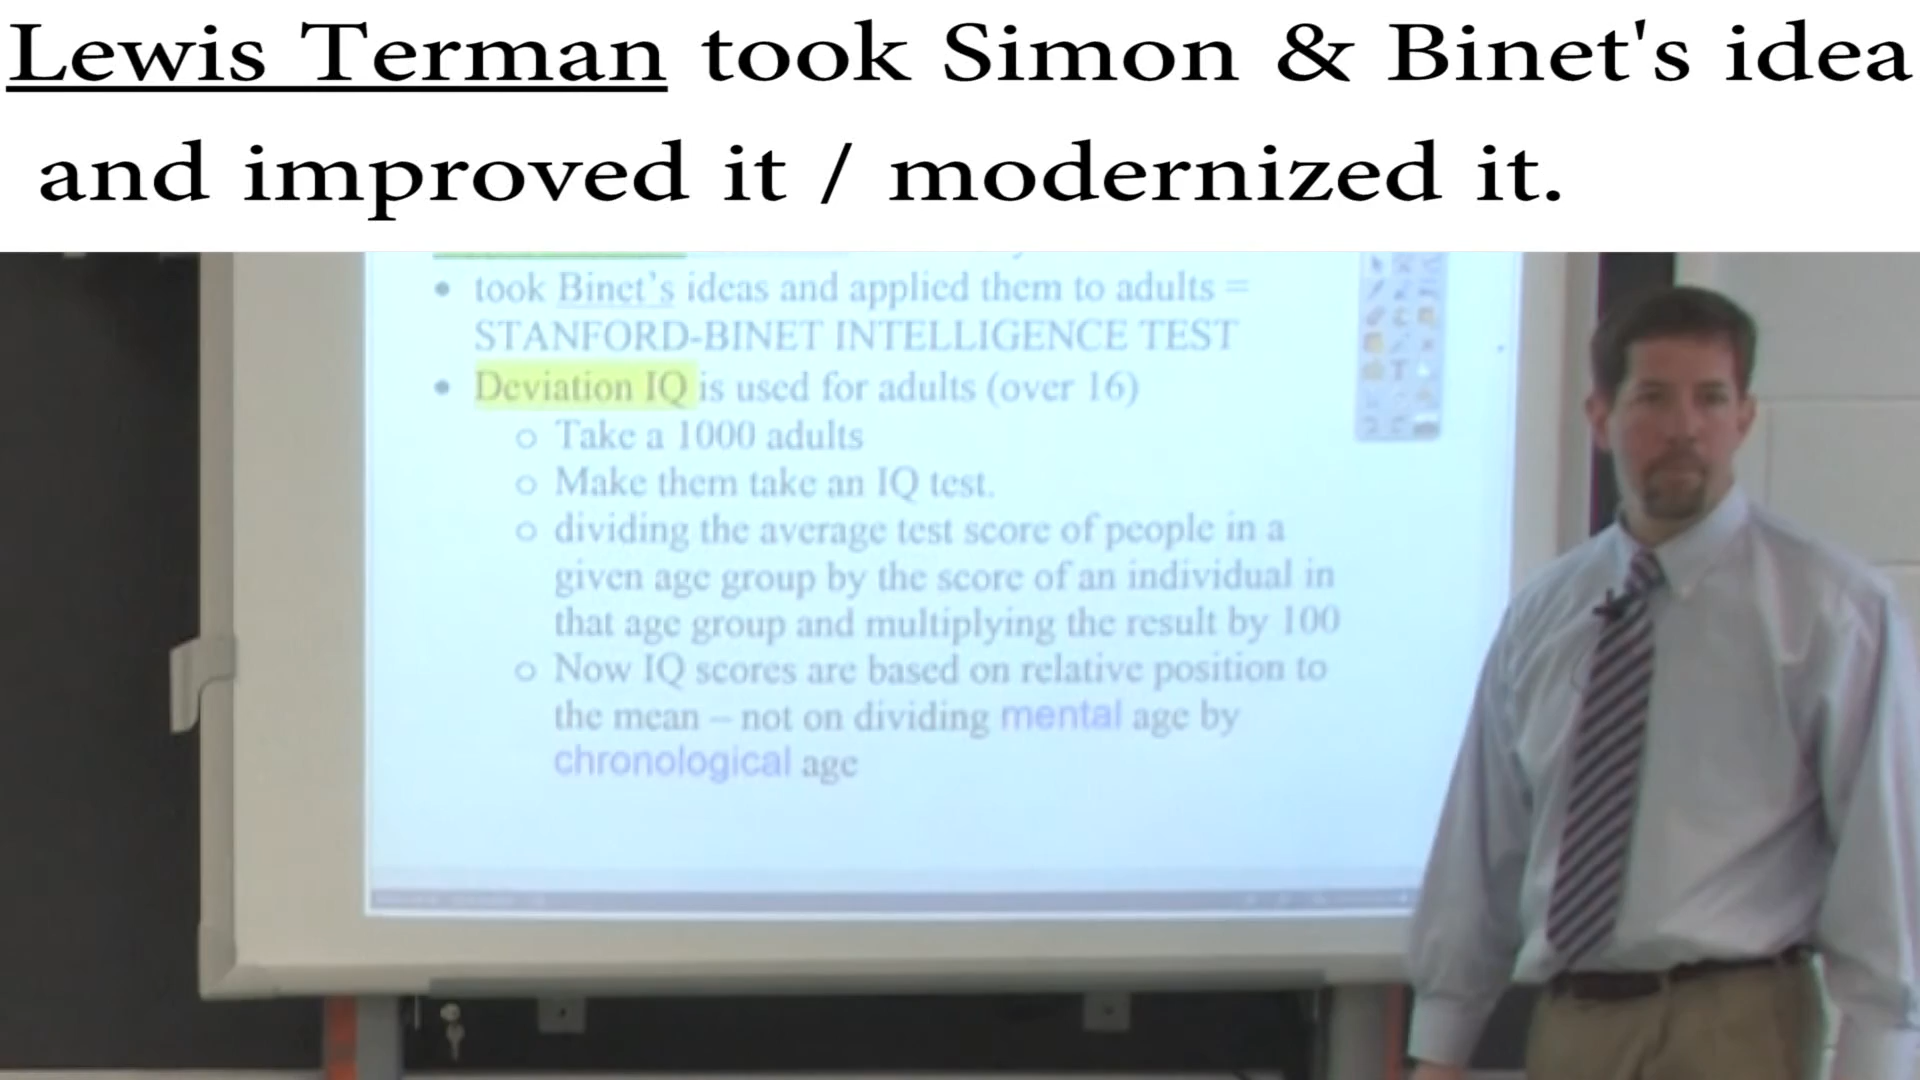 Lewis Terman took Simon & Binet's idea
and improved it / modernized it.
• took Binet's ideas and applied them to adults =
STANFORD-BINET INTELLIGENCE TEST
• Deviation IQ is used for adults (over 16)
o Take a 1000 adults
o Make them take an IQ test.
o dividing the average test score of people in a
given age group by the score of an individual in
that age group and multiplying the result by 100
o Now IQ scores are based on relative position to
the mean – not on dividing mental age by
chronological age
T